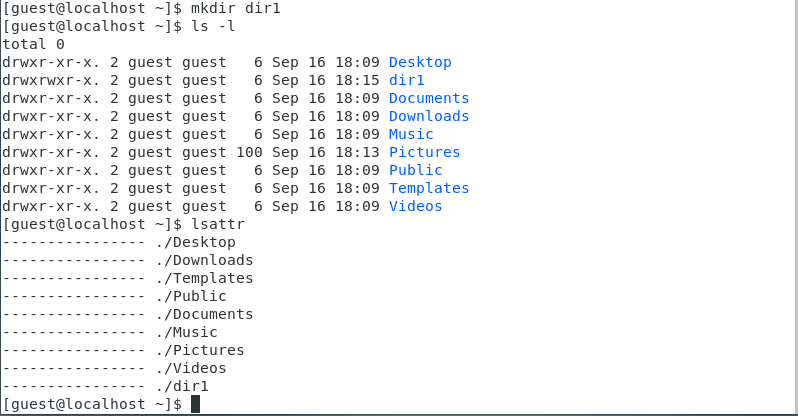 [guest@localhost ~]$ mkdir dir1
[guest@localhost ~]$ ls -l
total 0
drwxr-xr-x. 2 guest guest   6 Sep 16 18:09 Desktop
drwxrwxr-x. 2 guest guest   6 Sep 16 18:15 dir1
drwxr-xr-x. 2 guest guest   6 Sep 16 18:09 Documents
drwxr-xr-x. 2 guest guest   6 Sep 16 18:09 Downloads
drwxr-xr-x. 2 guest guest   6 Sep 16 18:09 Music
drwxr-xr-x. 2 guest guest 100 Sep 16 18:13 Pictures
drwxr-xr-x. 2 guest guest   6 Sep 16 18:09 Public
drwxr-xr-x. 2 guest guest   6 Sep 16 18:09 Templates
drwxr-xr-x. 2 guest guest   6 Sep 16 18:09 Videos
[guest@localhost ~]$ lsattr
---------------- ./Desktop
---------------- ./Downloads
---------------- ./Templates
---------------- ./Public
---------------- ./Documents
---------------- ./Music
---------------- ./Pictures
---------------- ./Videos
---------------- ./dir1
[guest@localhost ~]$